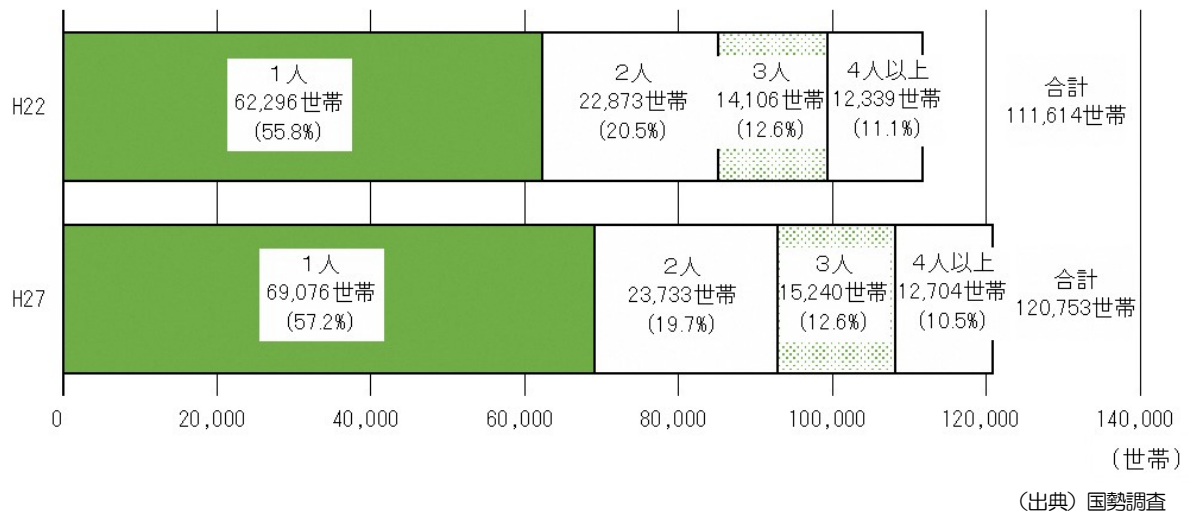 H22
1人
62,296世帯
(55.8%)
2人
22,873世帯
(20.5%)
3人
14,106世帯
(12.6%)
4人以上
12,339世帯
(11.1%)
合計
111,614世帯
H27
1人
69,076世帯
(57.2%)
2人
23,733世帯
(19.7%)
3人
15,240世帯
(12.6%)
4人以上
12,704世帯
(10.5%)
合計
120,753世帯
0 20,000 40,000 60,000 80,000 100,000 120,000 140,000
(世帯)
(出典)国勢調査